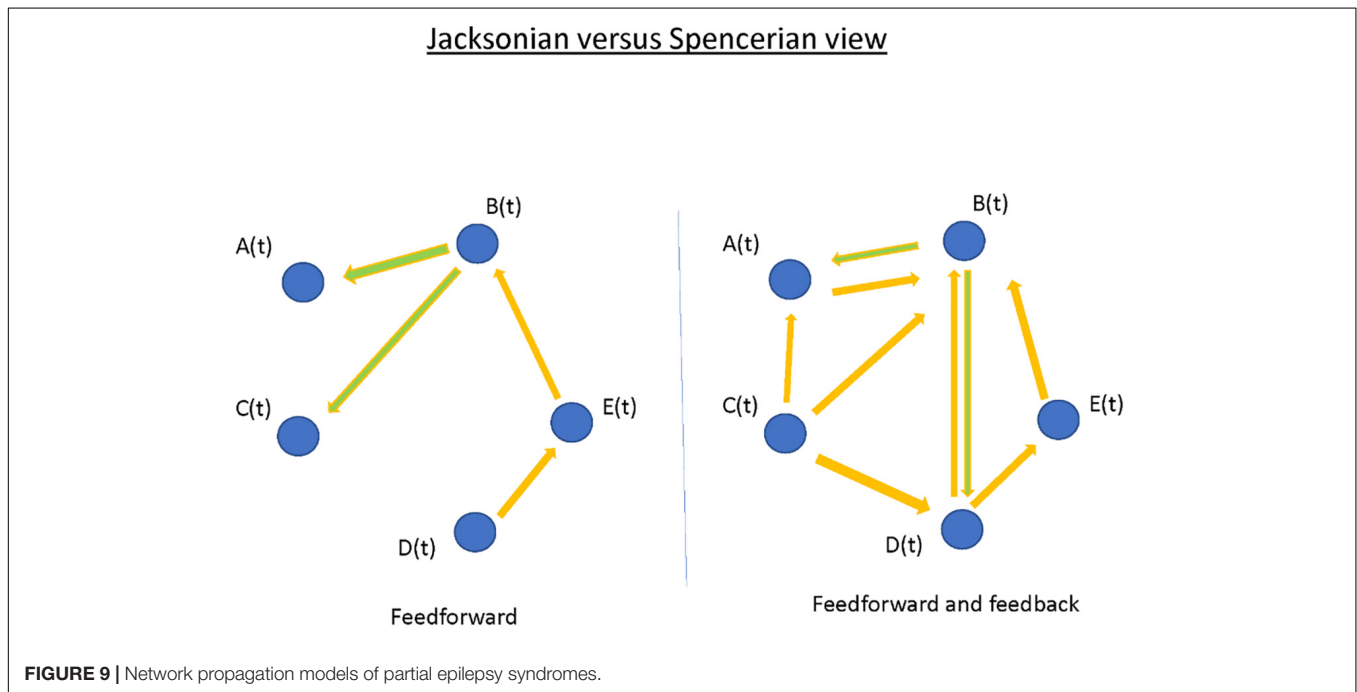 Jacksonian versus Spencerian view
B(t)
A(t)
C(t)
E(t)
D(t)
Feedforward
B(t)
A(t)
C(t)
E(t)
D(t)
Feedforward and feedback
FIGURE 9 | Network propagation models of partial epilepsy syndromes.